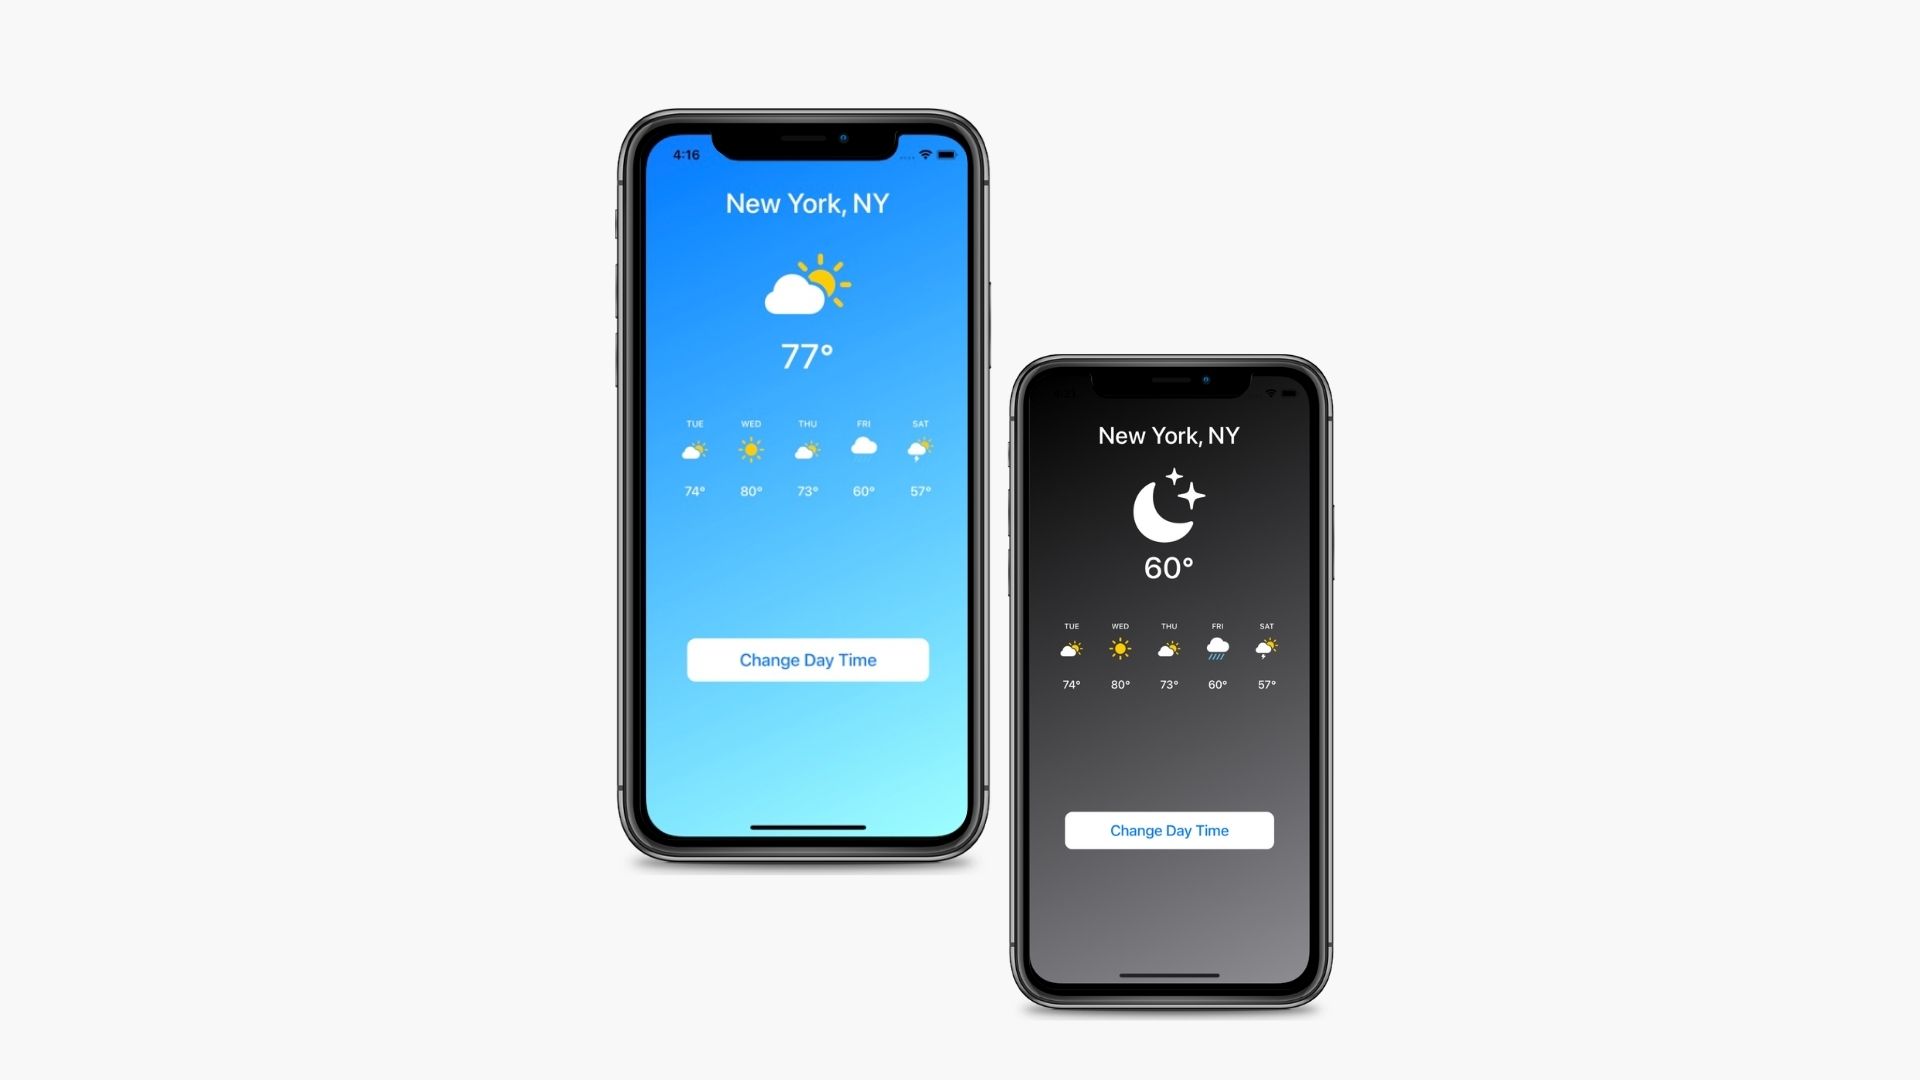 4:16
New York, NY
77°
TUE WED THU FRI SAT
74° 80° 73° 60° 57°
Change Day Time
New York, NY
60°
TUE WED THU FRI SAT
74° 80° 73° 60° 57°
Change Day Time